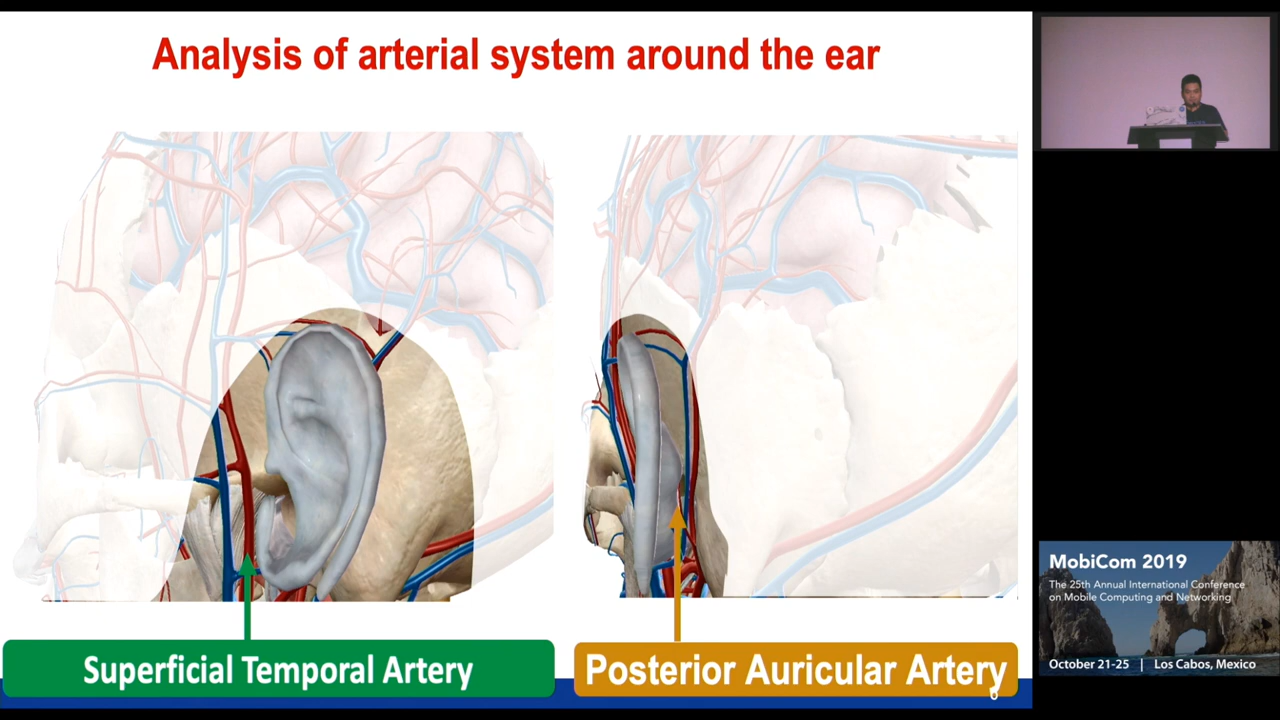 Analysis of arterial system around the ear
Superficial Temporal Artery
Posterior Auricular Artery
MobiCom 2019
The 25th Annual International Conference
on Mobile Computing and Networking
October 21-25 | Los Cabos, Mexico